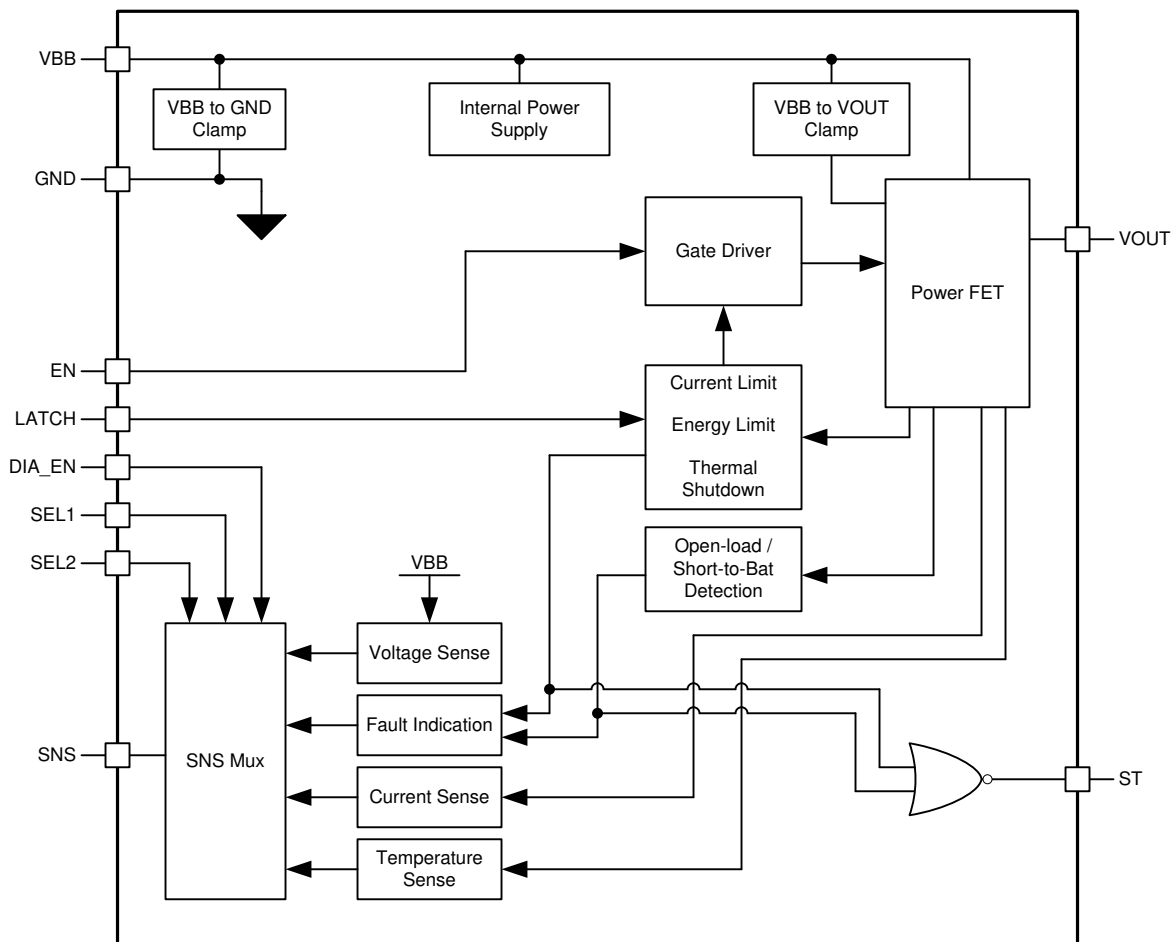 VBB
VBB to GND
Clamp
Internal Power
Supply
VBB to VOUT
Clamp
GND
Gate Driver
Power FET
VOUT
EN
LATCH
DIA_EN
SEL1
SEL2
Current Limit
Energy Limit
Thermal
Shutdown
Open-load /
Short-to-Bat
Detection
VBB
Voltage Sense
Fault Indication
SNS Mux
SNS
Current Sense
Temperature
Sense
ST